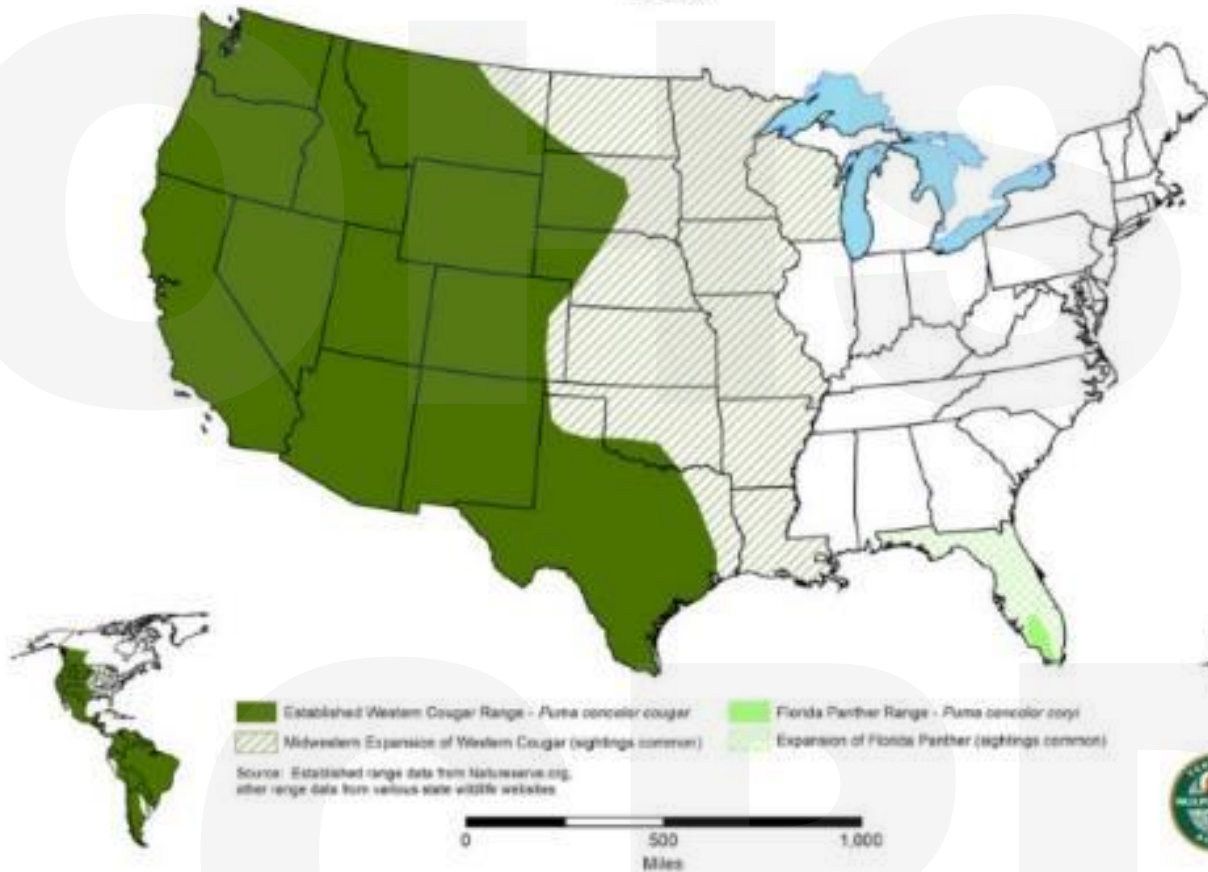 Established Western Cougar Range - Puma concolor cougar
Florida Panther Range - Puma concolor coryi
Midwestern Expansion of Western Cougar (sightings common)
Expansion of Florida Panther (sightings common)
Source: Established range data from Natureserve.org,
other range data from various state wildlife websites
0 500 1,000
Miles